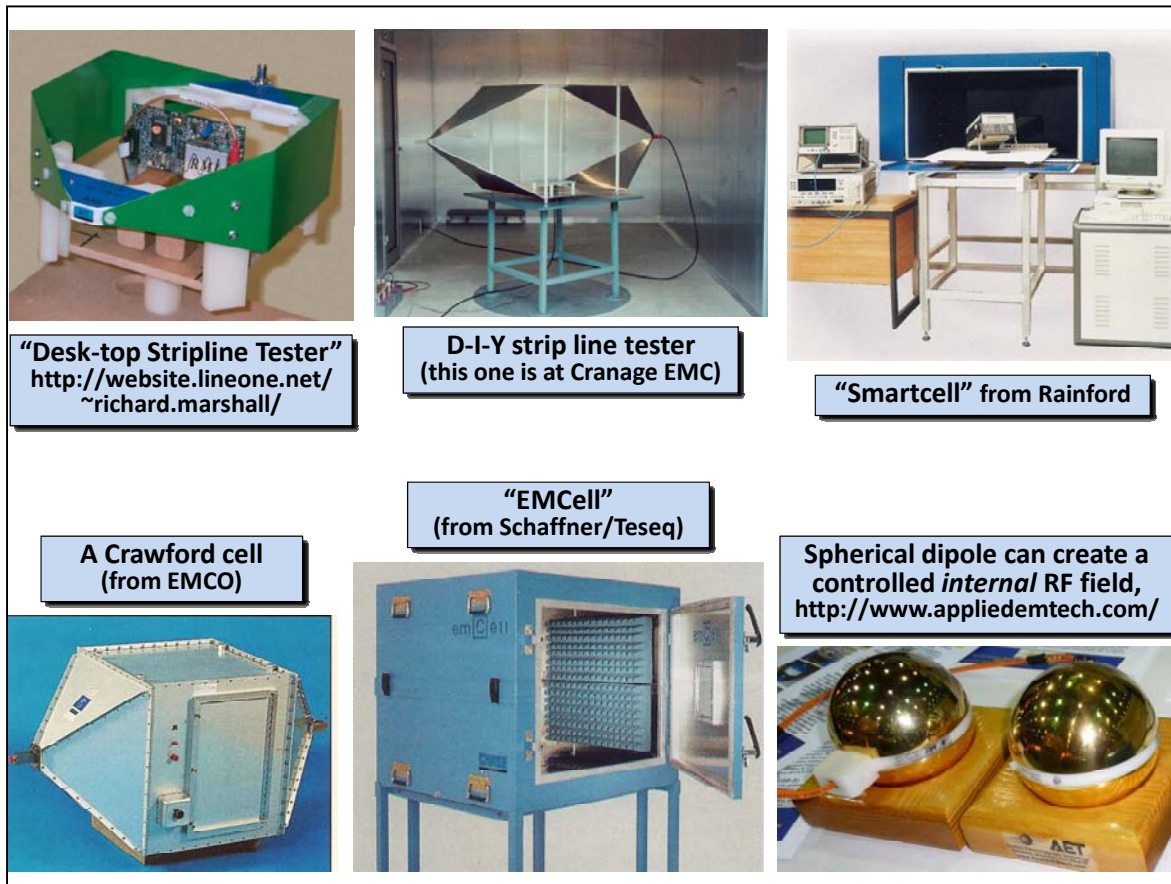 “Desk-top Stripline Tester”
http://website.lineone.net/
~richard.marshall/
D-I-Y strip line tester
(this one is at Cranage EMC)
“Smartcell” from Rainford
A Crawford cell
(from EMCO)
“EMCell”
(from Schaffner/Teseq)
emCell
CHASE
Spherical dipole can create a
controlled internal RF field,
http://www.appliedemtech.com/
AET